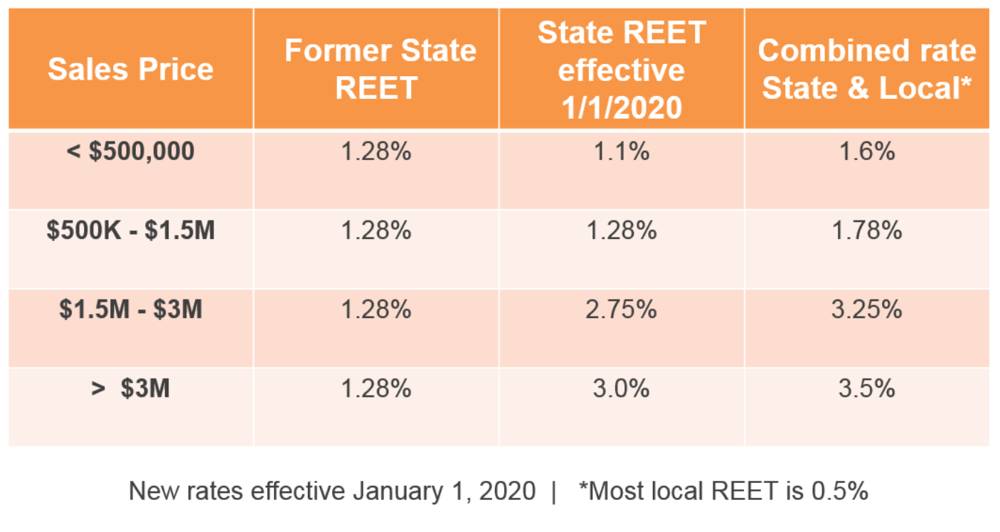 Sales Price
Former State
REET
State REET
effective
1/1/2020
Combined rate
State & Local*
< $500,000 1.28% 1.1% 1.6%
$500K - $1.5M 1.28% 1.28% 1.78%
$1.5M - $3M 1.28% 2.75% 3.25%
> $3M 1.28% 3.0% 3.5%
New rates effective January 1, 2020 | *Most local REET is 0.5%